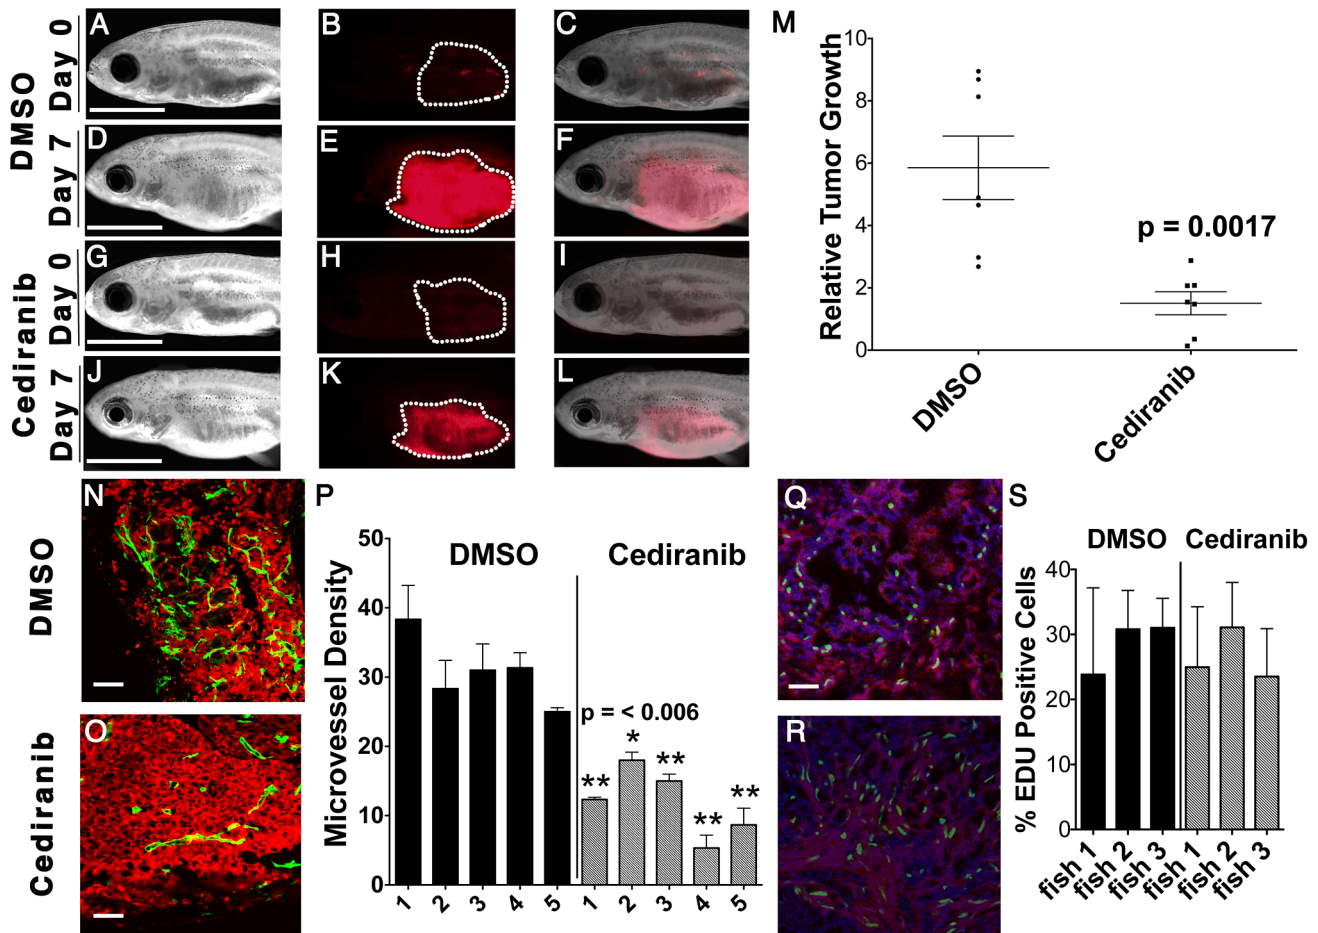 DMSO
Day 0
A
B
C
Day 7
D
E
F
Cediranib
Day 0
G
H
I
Day 7
J
K
L
M
Relative Tumor Growth
10
8
6
4
2
0
p = 0.0017
DMSO
Cediranib
DMSO
N
Cediranib
O
P
Microvessel Density
50
40
30
20
10
0
DMSO
Cediranib
p = < 0.006
**
*
**
**
**
1
2
3
4
5
1
2
3
4
5
Q
R
S
% EDU Positive Cells
40
30
20
10
0
DMSO
Cediranib
fish 1
fish 2
fish 3
fish 1
fish 2
fish 3